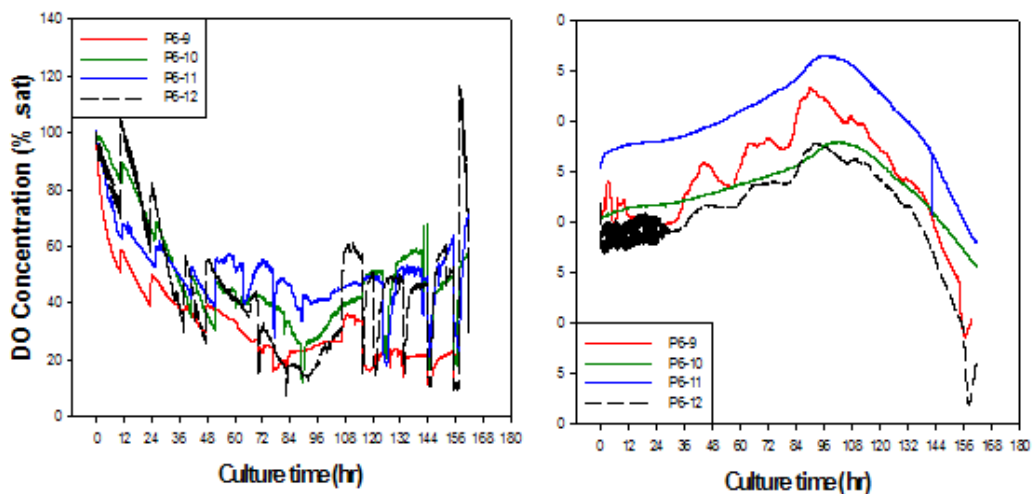 140
120
100
80
60
40
20
0
DO Concentration (% .sat)
P6-9
P6-10
P6-11
P6-12
0 12 24 36 48 60 72 84 96 108 120 132 144 156 168 180
Culture time (hr)
0
5
0
5
0
5
0
5
0
P6-9
P6-10
P6-11
P6-12
0 12 24 36 48 60 72 84 96 108 120 132 144 156 168 180
Culture time (hr)